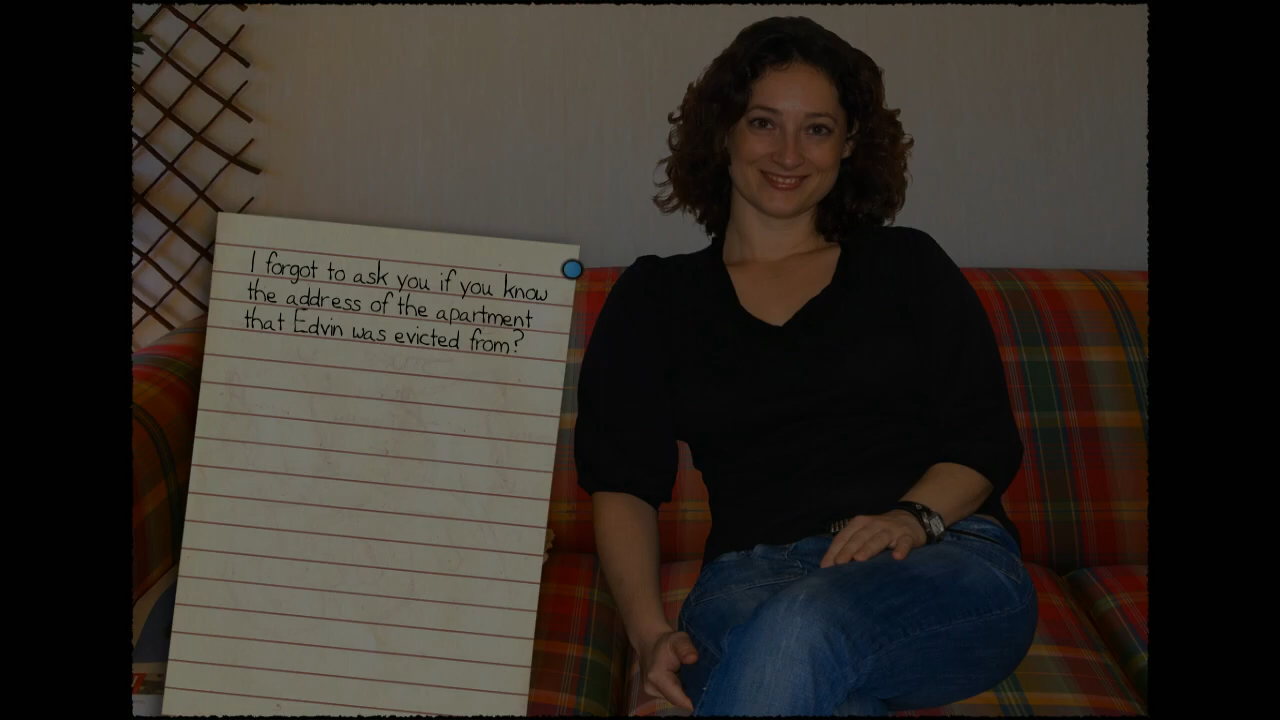 I forgot to ask you if you know
the address of the apartment
that Edvin was evicted from?